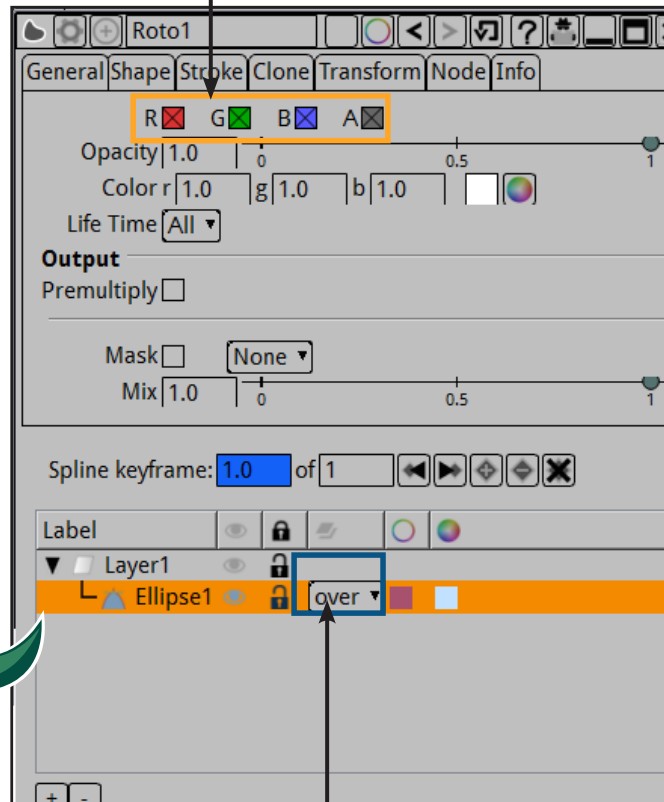 Roto1 ?
General Shape Stroke Clone Transform Node Info
R G B A
Opacity 1.0 0 0.5 1
Color r 1.0 g 1.0 b 1.0
Life Time All
Output
Premultiply
Mask None
Mix 1.0 0 0.5 1
Spline keyframe: 1.0 of 1
Label
Layer1
Ellipse1 over
+ -